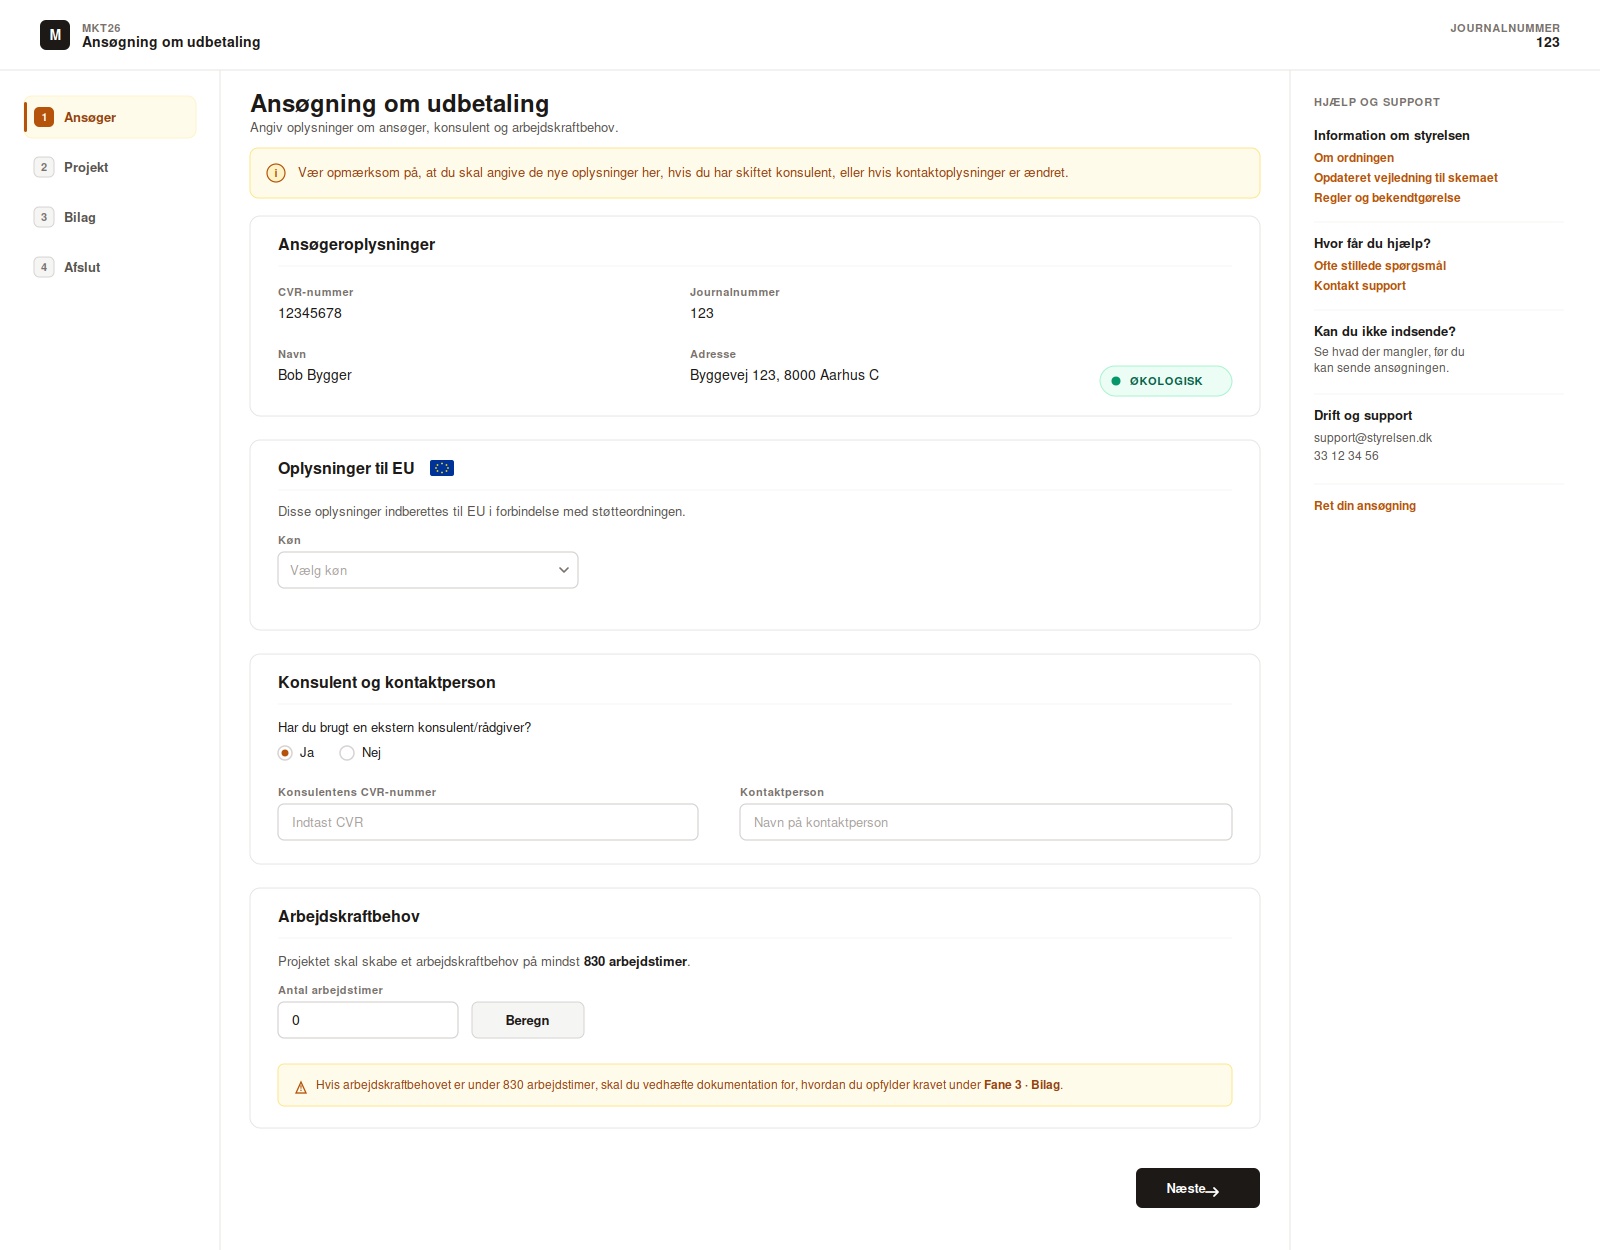 M
MKT26
Ansøgning om udbetaling
JOURNALNUMMER
123
1 Ansøger
2 Projekt
3 Bilag
4 Afslut
Ansøgning om udbetaling
Angiv oplysninger om ansøger, konsulent og arbejdskraftbehov.
i Vær opmærksom på, at du skal angive de nye oplysninger her, hvis du har skiftet konsulent, eller hvis kontaktoplysninger er ændret.
Ansøgeroplysninger
CVR-nummer
12345678
Journalnummer
123
Navn
Bob Bygger
Adresse
Byggevej 123, 8000 Aarhus C
ØKOLOGISK
Oplysninger til EU
Disse oplysninger indberettes til EU i forbindelse med støtteordningen.
Køn
Vælg køn
Konsulent og kontaktperson
Har du brugt en ekstern konsulent/rådgiver?
Ja Nej
Konsulentens CVR-nummer
Indtast CVR
Kontaktperson
Navn på kontaktperson
Arbejdskraftbehov
Projektet skal skabe et arbejdskraftbehov på mindst 830 arbejdstimer.
Antal arbejdstimer
0
Beregn
Hvis arbejdskraftbehovet er under 830 arbejdstimer, skal du vedhæfte dokumentation for, hvordan du opfylder kravet under Fane 3 · Bilag.
Næste
HJÆLP OG SUPPORT
Information om styrelsen
Om ordningen
Opdateret vejledning til skemaet
Regler og bekendtgørelse
Hvor får du hjælp?
Ofte stillede spørgsmål
Kontakt support
Kan du ikke indsende?
Se hvad der mangler, før du
kan sende ansøgningen.
Drift og support
support@styrelsen.dk
33 12 34 56
Ret din ansøgning